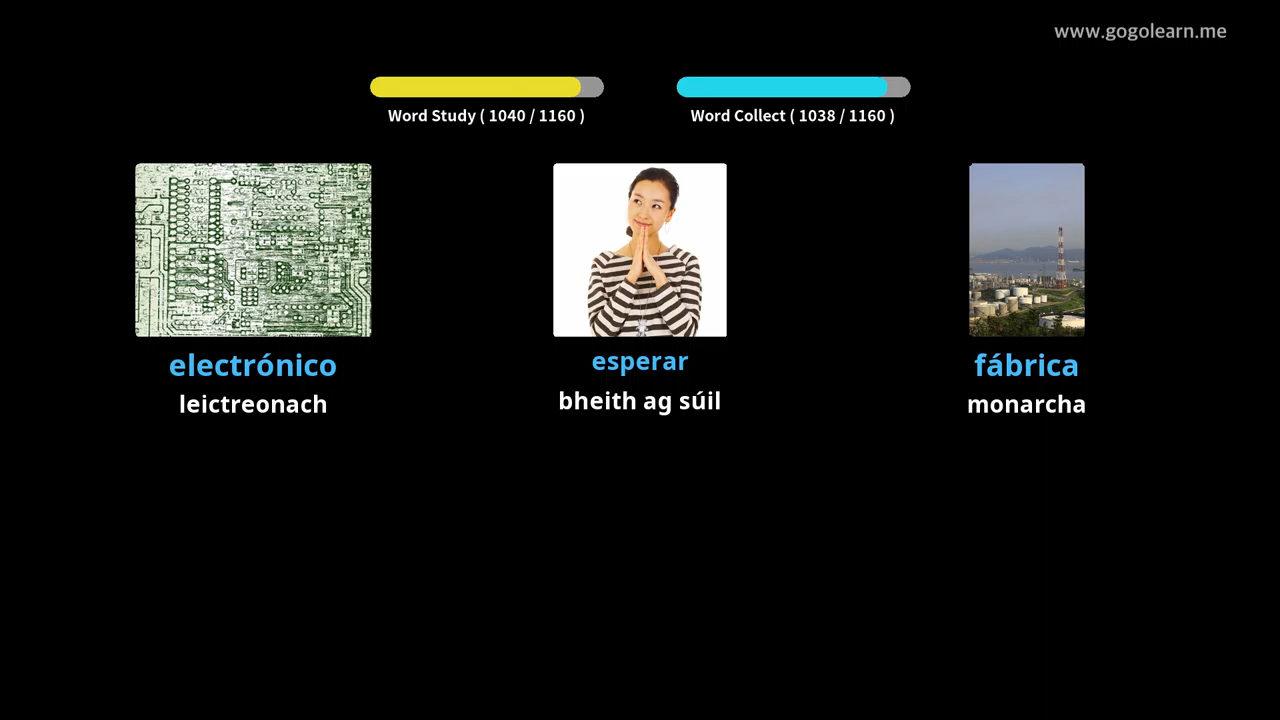 www.gogolearn.me
Word Study ( 1040 / 1160 )
Word Collect ( 1038 / 1160 )
electrónico
leictreonach
esperar
bheith ag súil
fábrica
monarcha